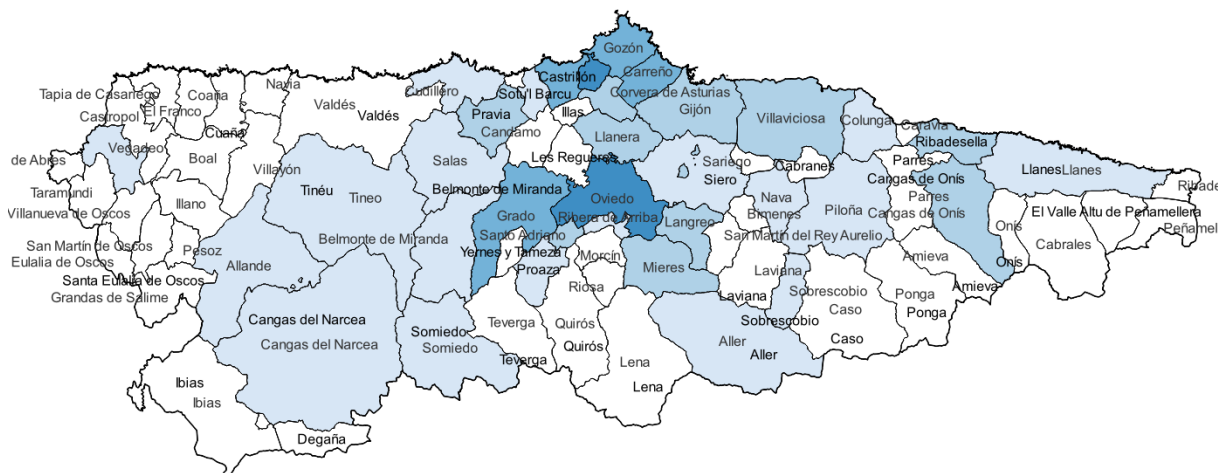 Gozón
Castrillón
Carreño
Navia
Cudillero
Tapia de Casariego
Coaña
Sotu'l Barcu
Corvera de Asturias
Valdés
Valdés
El Franco
Castropol
Illas
Gijón
Pravia
Villaviciosa
Colunga
Caravia
Cuaña
Candamo
Llanera
Ribadesella
Vegadeo
Boal
Salas
Les Regueres
Sariego
Cabranes
Parres
de Abres
Villayón
Siero
Llanes
Llanes
Cangas de Onís
Tinéu
Belmonte de Miranda
Taramundi
Tineo
Oviedo
Nava
Piloña
Parres
Illano
Villanueva de Oscos
Grado
Ribera de Arriba
Langreo
Bimenes
Cangas de Onís
Onís
El Valle Altu de Peñamellera
Santo Adriano
San Martín del Rey Aurelio
Belmonte de Miranda
Cabrales
San Martín de Oscos
Pesoz
Yernes y Tameza
Morcín
Amieva
Eulalia de Oscos
Allande
Proaza
Mieres
Laviana
Onís
Santa Eulalia de Oscos
Riosa
Sobrescobio
Amieva
Grandas de Salime
Laviana
Caso
Ponga
Cangas del Narcea
Teverga
Quirós
Sobrescobio
Ponga
Somiedo
Cangas del Narcea
Somiedo
Quirós
Aller
Caso
Teverga
Lena
Aller
Ibias
Lena
Ibias
Degaña